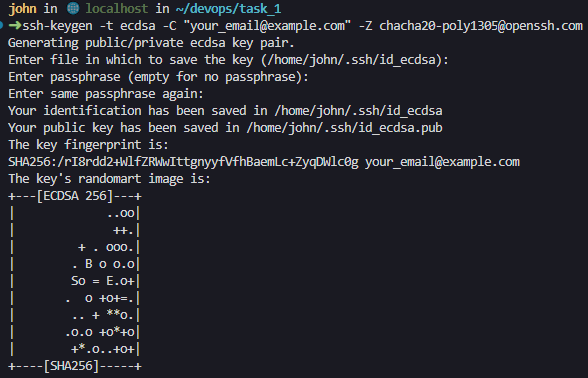 john in 🌐 localhost in ~/devops/task_1
➜ssh-keygen -t ecdsa -C "your_email@example.com" -Z chacha20-poly1305@openssh.com
Generating public/private ecdsa key pair.
Enter file in which to save the key (/home/john/.ssh/id_ecdsa):
Enter passphrase (empty for no passphrase):
Enter same passphrase again:
Your identification has been saved in /home/john/.ssh/id_ecdsa
Your public key has been saved in /home/john/.ssh/id_ecdsa.pub
The key fingerprint is:
SHA256:/rI8rdd2+WlfZRWwIttgnyyfVfhBaemLc+ZyqDWlc0g your_email@example.com
The key's randomart image is:
+---[ECDSA 256]---+
|             ..oo|
|              ++.|
|         + . ooo.|
|        . B o o.o|
|        So = E.o+|
|       .  o +o+=.|
|        .. + **o.|
|       .o.o +o*+o|
|        +*.o..+o+|
+----[SHA256]-----+